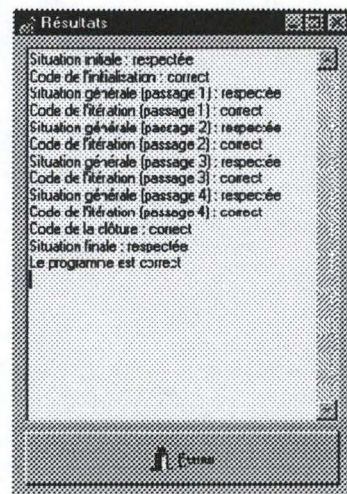 Résultats
Situation initiale : respectée
Code de l'initialisation : correct
Situation générale (passage 1) : respectée
Code de l'itération (passage 1) : correct
Situation générale (passage 2) : respectée
Code de l'itération (passage 2) : correct
Situation générale (passage 3) : respectée
Code de l'itération (passage 3) : correct
Situation générale (passage 4) : respectée
Code de l'itération (passage 4) : correct
Code de la clôture : correct
Situation finale : respectée
Le programme est correct